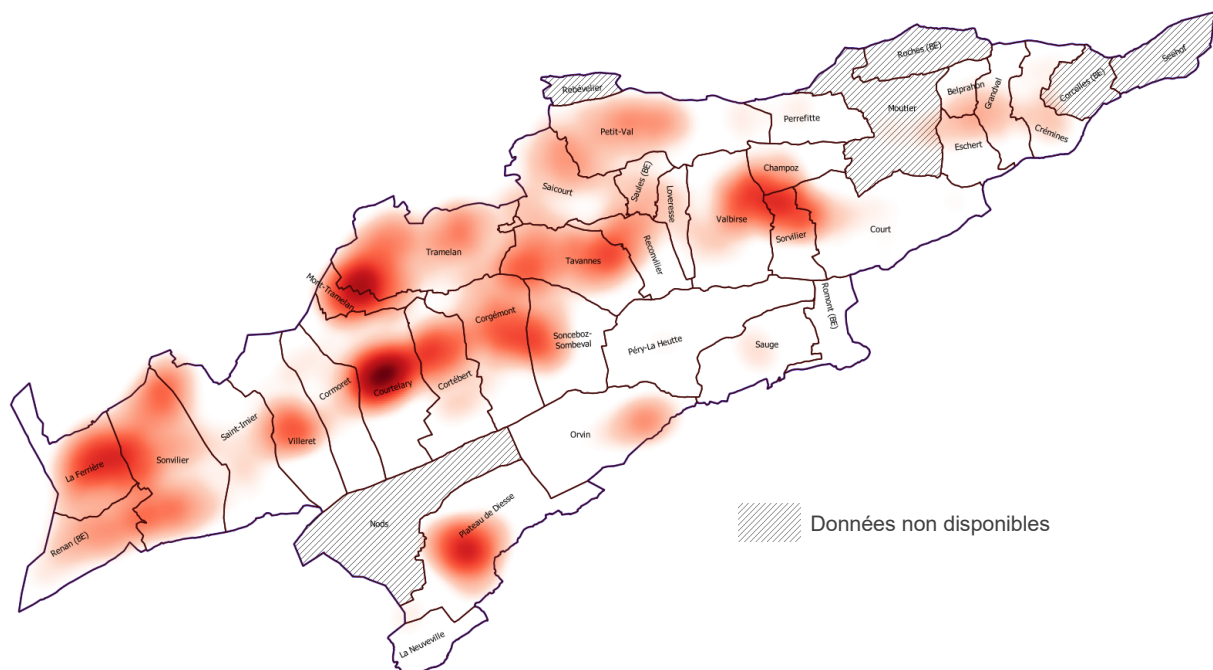 Roches (BE)
Seehof
Rebévelier
Belprahon
Grandval
Corcelles (BE)
Moutier
Perrefitte
Petit-Val
Crémines
Eschert
Champoz
Saicourt
Saules (BE)
Loveresse
Valbirse
Sorvilier
Court
Tramelan
Tavannes
Reconvilier
Mont-Tramelan
Romont (BE)
Corgémont
Sonceboz-
Sombeval
Péry-La Heutte
Sauge
Cormoret
Courtelary
Cortébert
Saint-Imier
Villeret
Orvin
La Ferrière
Sonvilier
Renan (BE)
Nods
Plateau de Diesse
Données non disponibles
La Neuveville